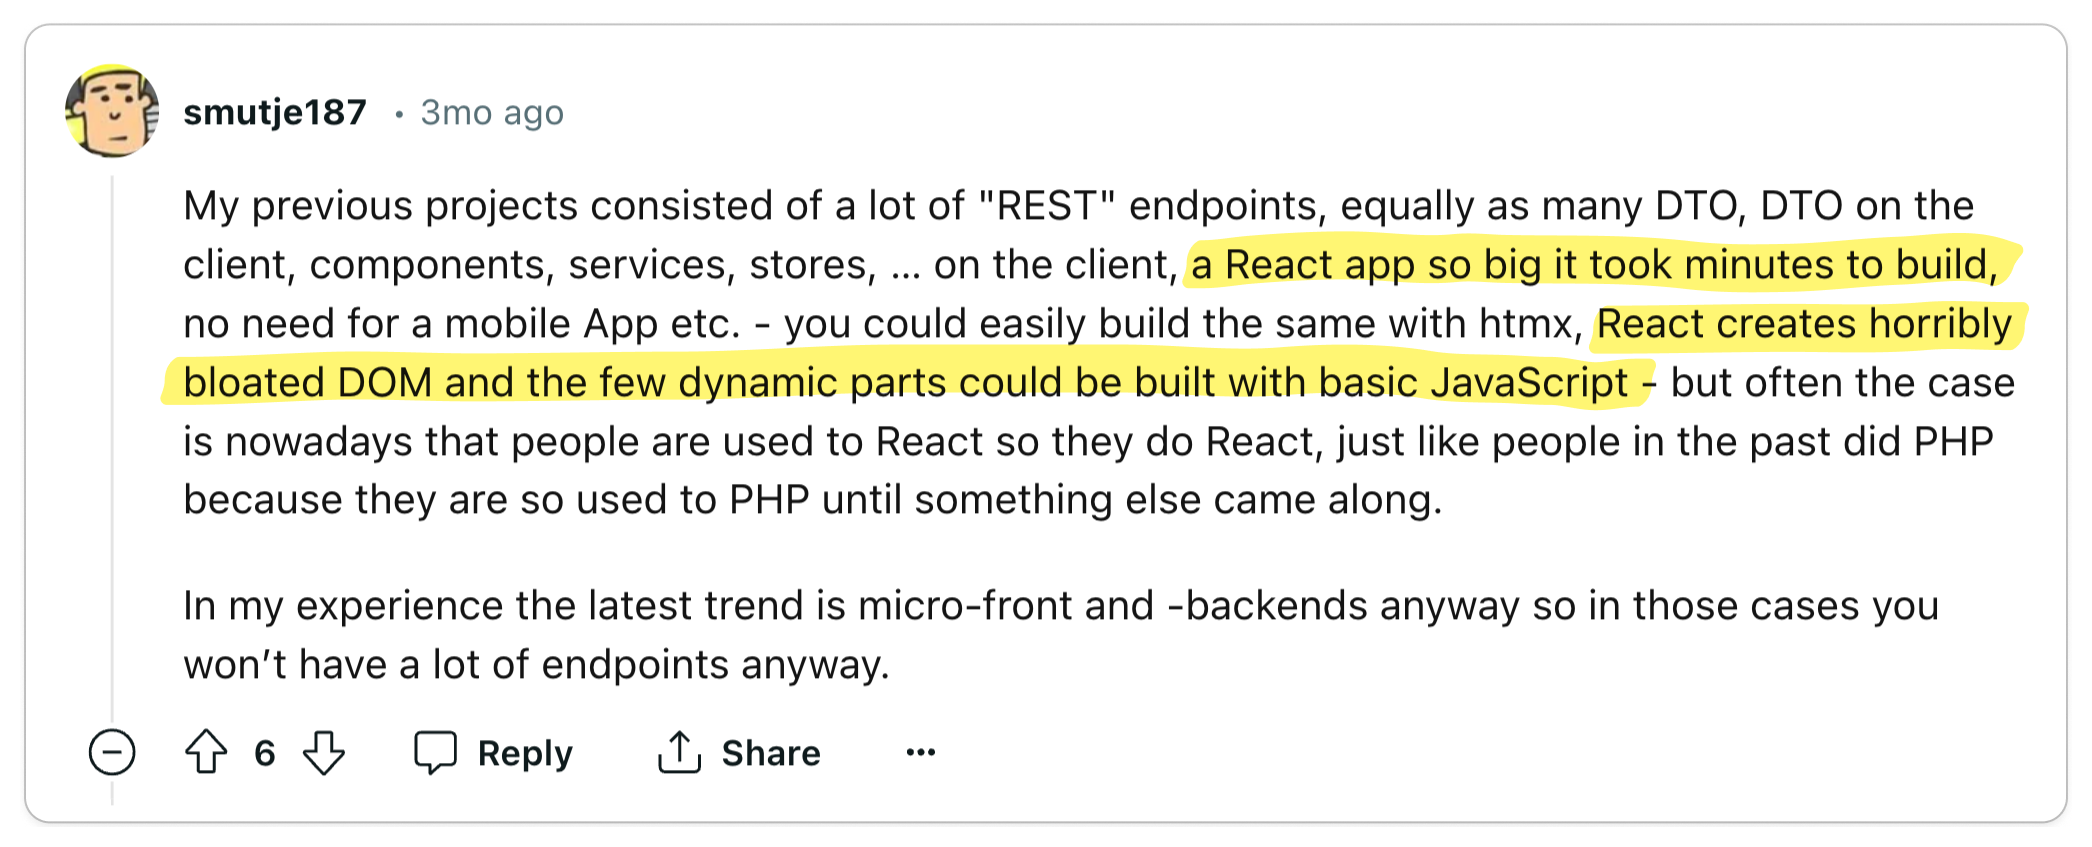 smutje187 • 3mo ago
My previous projects consisted of a lot of "REST" endpoints, equally as many DTO, DTO on the
client, components, services, stores, ... on the client, a React app so big it took minutes to build,
no need for a mobile App etc. - you could easily build the same with htmx, React creates horribly
bloated DOM and the few dynamic parts could be built with basic JavaScript - but often the case
is nowadays that people are used to React so they do React, just like people in the past did PHP
because they are so used to PHP until something else came along.
In my experience the latest trend is micro-front and -backends anyway so in those cases you
won’t have a lot of endpoints anyway.
6 Reply Share ...